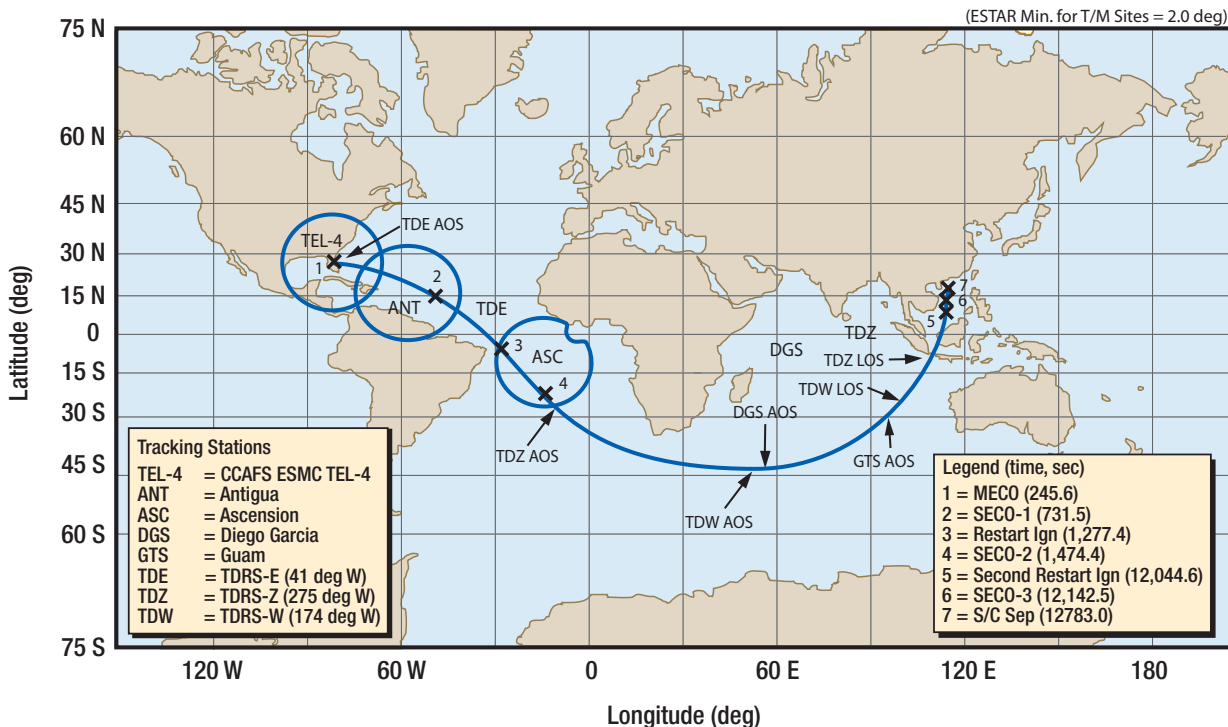 (ESTAR Min. for T/M Sites = 2.0 deg)
75 N
60 N
45 N
30 N
15 N
0
15 S
30 S
45 S
60 S
75 S
Latitude (deg)
TEL-4
TDE AOS
1
2
ANT
TDE
3
ASC
4
TDZ AOS
7
6
5
TDZ
DGS
TDZ LOS
TDW LOS
DGS AOS
GTS AOS
TDW AOS
Tracking Stations
TEL-4 = CCAFS ESMC TEL-4
ANT = Antigua
ASC = Ascension
DGS = Diego Garcia
GTS = Guam
TDE = TDRS-E (41 deg W)
TDZ = TDRS-Z (275 deg W)
TDW = TDRS-W (174 deg W)
Legend (time, sec)
1 = MECO (245.6)
2 = SECO-1 (731.5)
3 = Restart Ign (1,277.4)
4 = SECO-2 (1,474.4)
5 = Second Restart Ign (12,044.6)
6 = SECO-3 (12,142.5)
7 = S/C Sep (12783.0)
120 W 60 W 0 60 E 120 E 180
Longitude (deg)